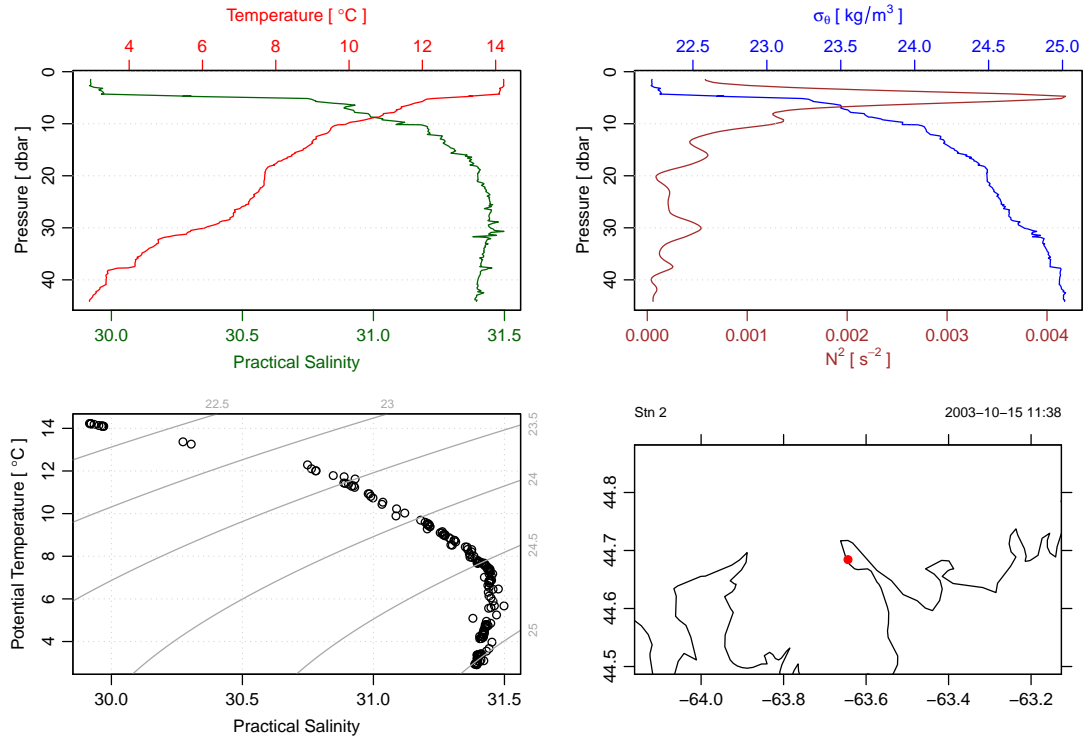 Temperature [ °C ]
4 6 8 10 12 14
0
10
20
30
40
Pressure [ dbar ]
30.0 30.5 31.0 31.5
Practical Salinity
σθ [ kg/m³ ]
22.5 23.0 23.5 24.0 24.5 25.0
0
10
20
30
40
Pressure [ dbar ]
0.000 0.001 0.002 0.003 0.004
N² [ s⁻² ]
22.5 23
23.5
24
24.5
25
14
12
10
8
6
4
Potential Temperature [ °C ]
30.0 30.5 31.0 31.5
Practical Salinity
Stn 2 2003−10−15 11:38
44.8
44.7
44.6
44.5
−64.0 −63.8 −63.6 −63.4 −63.2